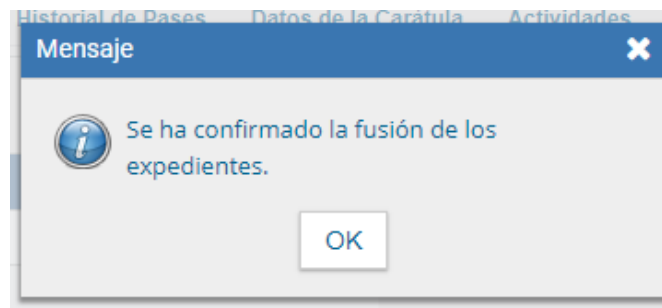 Historial de Pases Datos de la Carátula Actividades
Mensaje
Se ha confirmado la fusión de los
expedientes.
OK